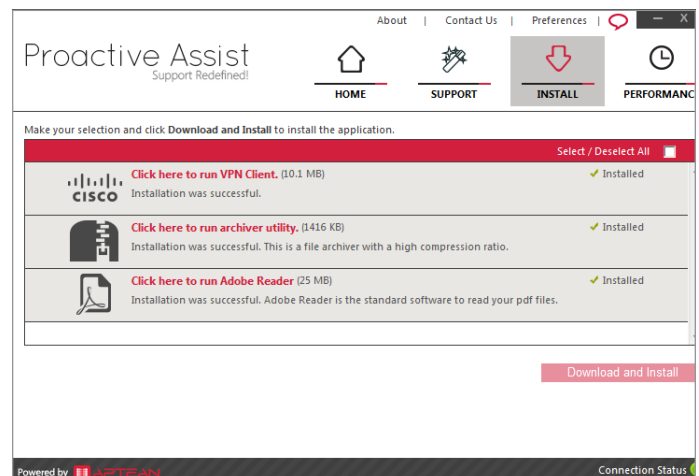 About | Contact Us | Preferences |
Proactive Assist
Support Redefined!
HOME SUPPORT INSTALL PERFORMANC
Make your selection and click Download and Install to install the application.
Select / Deselect All
Click here to run VPN Client. (10.1 MB) Installed
CISCO Installation was successful.
Click here to run archiver utility. (1416 KB) Installed
Installation was successful. This is a file archiver with a high compression ratio.
Click here to run Adobe Reader (25 MB) Installed
Installation was successful. Adobe Reader is the standard software to read your pdf files.
Download and Install
Powered by APTEAN Connection Status